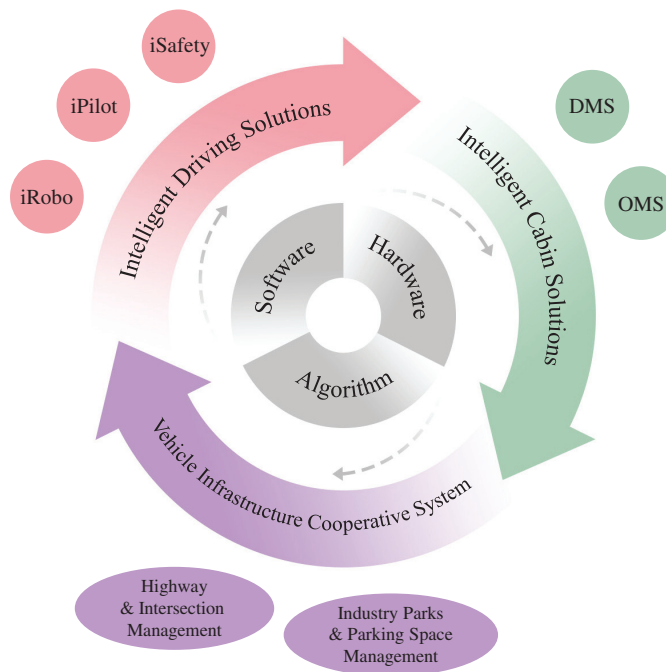 iSafety
iPilot
iRobo
Intelligent Driving Solutions
DMS
OMS
Intelligent Cabin Solutions
Software
Hardware
Algorithm
Vehicle Infrastructure Cooperative System
Highway
& Intersection
Management
Industry Parks
& Parking Space
Management